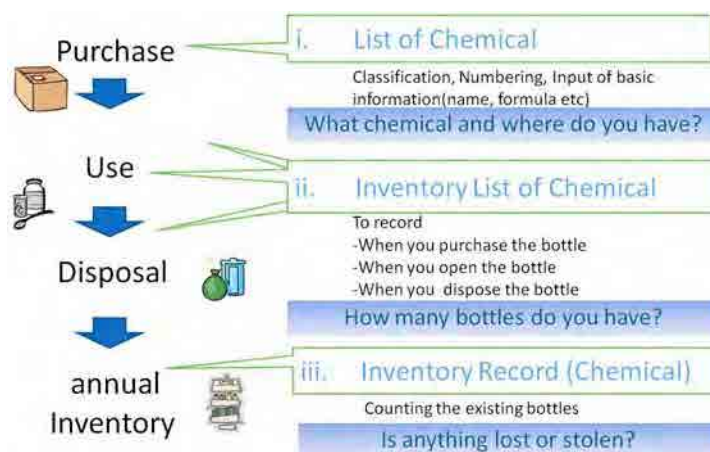 Purchase
i. List of Chemical
Classification, Numbering, Input of basic
information(name, formula etc)
What chemical and where do you have?
Use
ii. Inventory List of Chemical
To record
-When you purchase the bottle
-When you open the bottle
-When you dispose the bottle
How many bottles do you have?
Disposal
annual
Inventory
iii. Inventory Record (Chemical)
Counting the existing bottles
Is anything lost or stolen?